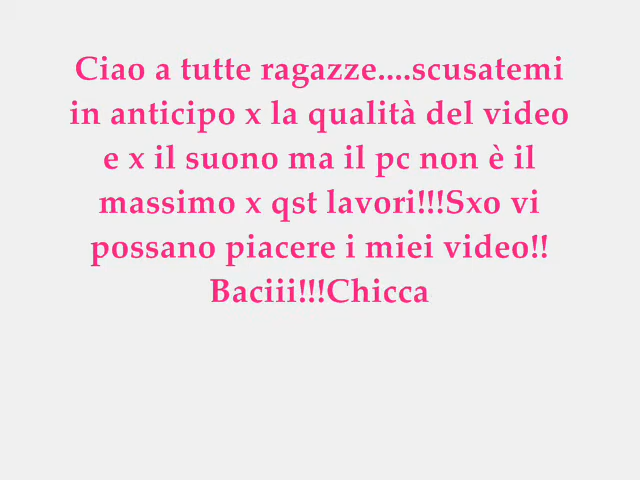 Ciao a tutte ragazze....scusatemi
in anticipo x la qualità del video
e x il suono ma il pc non è il
massimo x qst lavori!!!Sxo vi
possano piacere i miei video!!
Baciii!!!Chicca